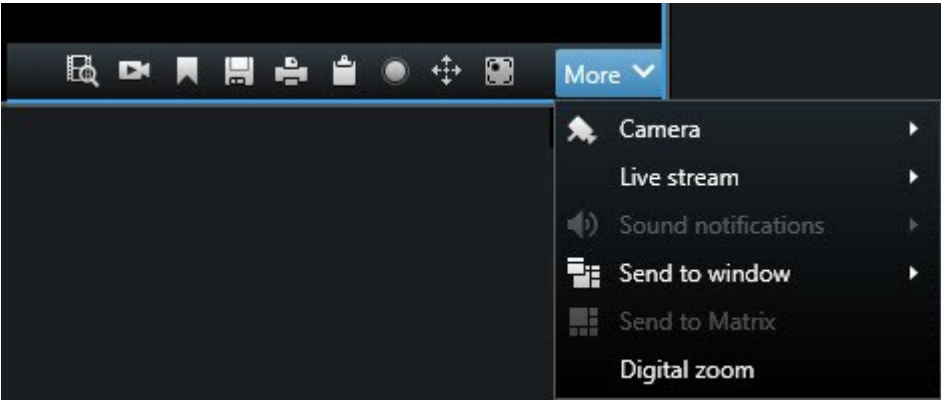 More
Camera
Live stream
Sound notifications
Send to window
Send to Matrix
Digital zoom